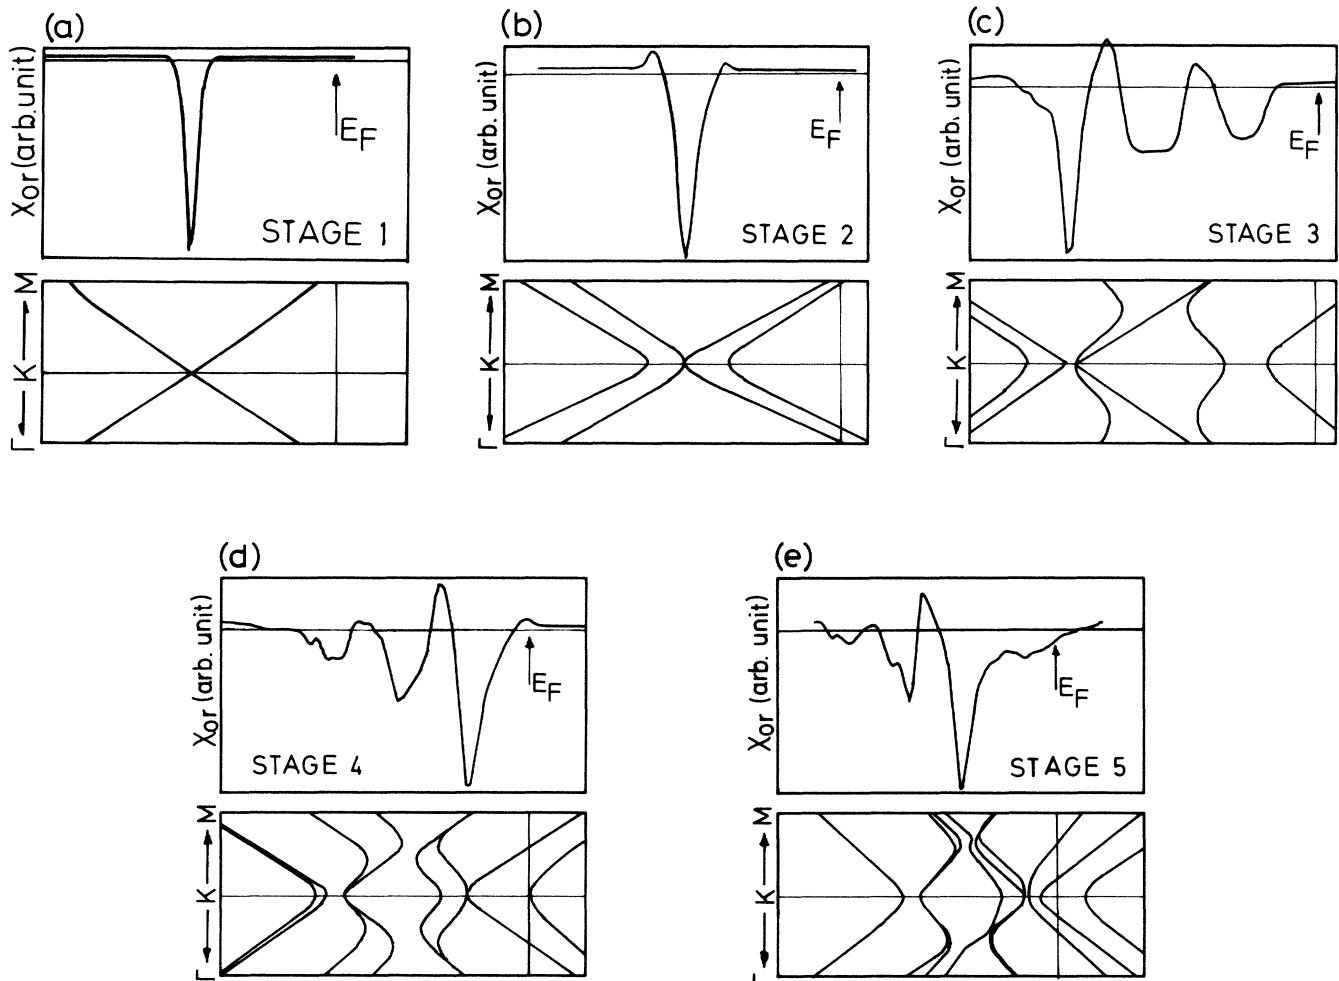 (a)
χor (arb. unit)
EF
STAGE 1
Γ ← K → M
(b)
χor (arb. unit)
EF
STAGE 2
Γ ← K → M
(c)
χor (arb. unit)
EF
STAGE 3
Γ ← K → M
(d)
χor (arb. unit)
EF
STAGE 4
Γ ← K → M
(e)
χor (arb. unit)
EF
STAGE 5
Γ ← K → M